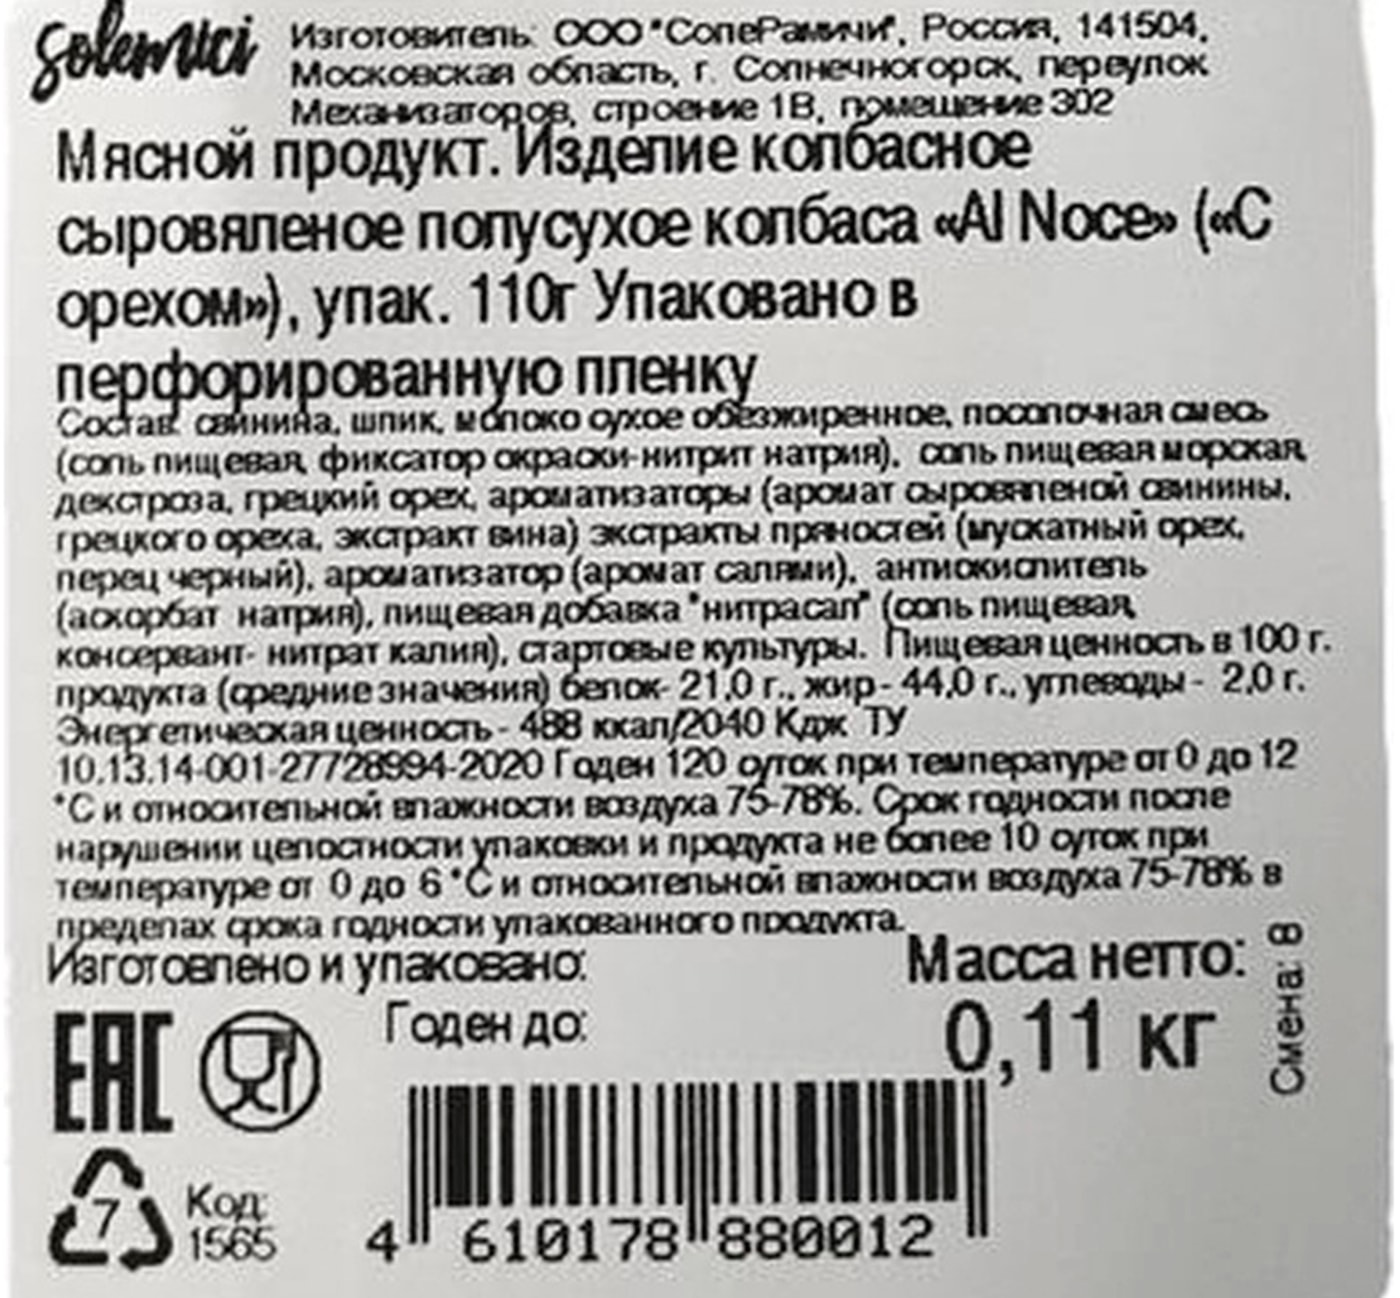 solemici
Изготовитель: ООО "СолеРамичи", Россия, 141504,
Московская область, г. Солнечногорск, переулок
Механизаторов, строение 1В, помещение 302
Мясной продукт. Изделие колбасное
сыровяленое полусухое колбаса «Al Noce» («С
орехом»), упак. 110г Упаковано в
перфорированную пленку
Состав: свинина, шпик, молоко сухое обезжиренное, посолочная смесь
(соль пищевая, фиксатор окраски-нитрит натрия), соль пищевая морская,
декстроза, грецкий орех, ароматизаторы (аромат сыровяленой свинины,
грецкого ореха, экстракт вина) экстракты пряностей (мускатный орех,
перец черный), ароматизатор (аромат салями), антиокислитель
(аскорбат натрия), пищевая добавка "нитрасал" (соль пищевая,
консервант- нитрат калия), стартовые культуры. Пищевая ценность в 100 г.
продукта (средние значения) белок- 21,0 г., жир- 44,0 г., углеводы - 2,0 г.
Энергетическая ценность - 488 ккал/2040 Кдж ТУ
10.13.14-001-27728994-2020 Годен 120 суток при температуре от 0 до 12
°С и относительной влажности воздуха 75-78%. Срок годности после
нарушении целостности упаковки и продукта не более 10 суток при
температуре от 0 до 6 °С и относительной влажности воздуха 75-78% в
пределах срока годности упакованного продукта.
Изготовлено и упаковано:
Масса нетто:
Годен до:
0,11 кг
Смена: 8
EAC
7
Код:
1565
4 610178 880012